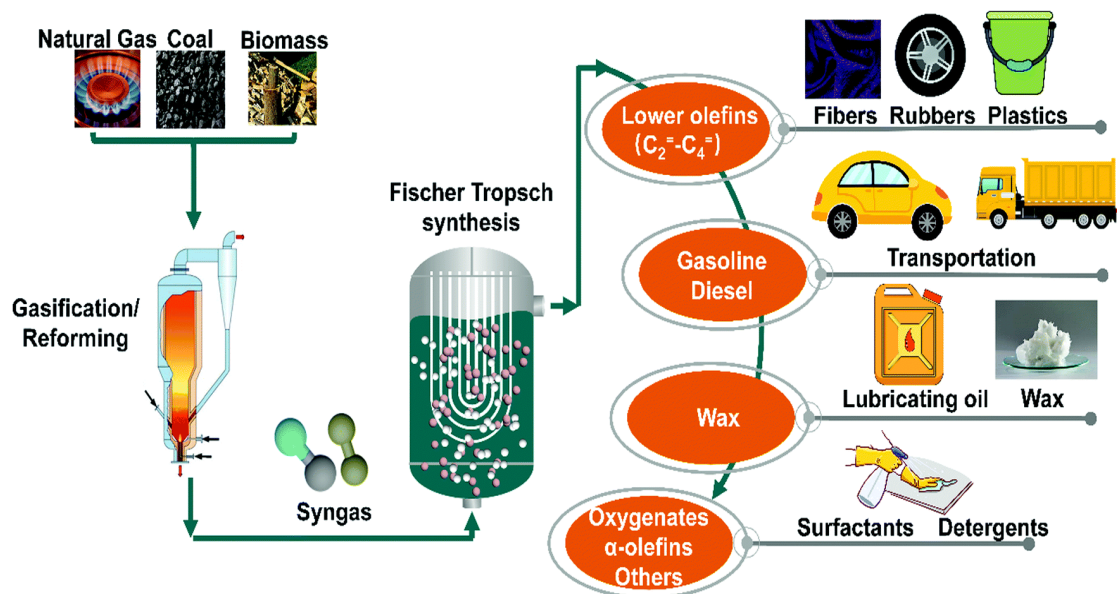 Natural Gas Coal Biomass
Gasification/
Reforming
Syngas
Fischer Tropsch
synthesis
Lower olefins
(C₂⁼-C₄⁼)
Fibers Rubbers Plastics
Gasoline
Diesel
Transportation
Wax
Lubricating oil Wax
Oxygenates
α-olefins
Others
Surfactants Detergents